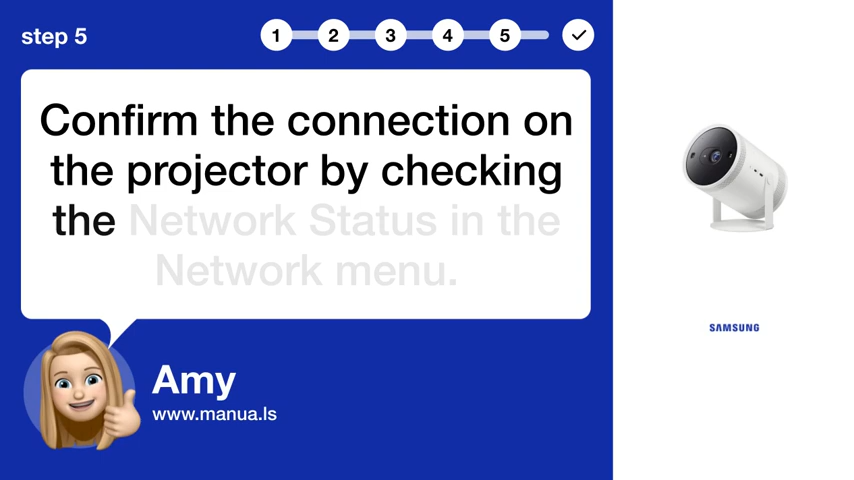 step 5
1 2 3 4 5
Confirm the connection on
the projector by checking
the Network Status in the
Network menu.
Amy
www.manua.ls
SAMSUNG